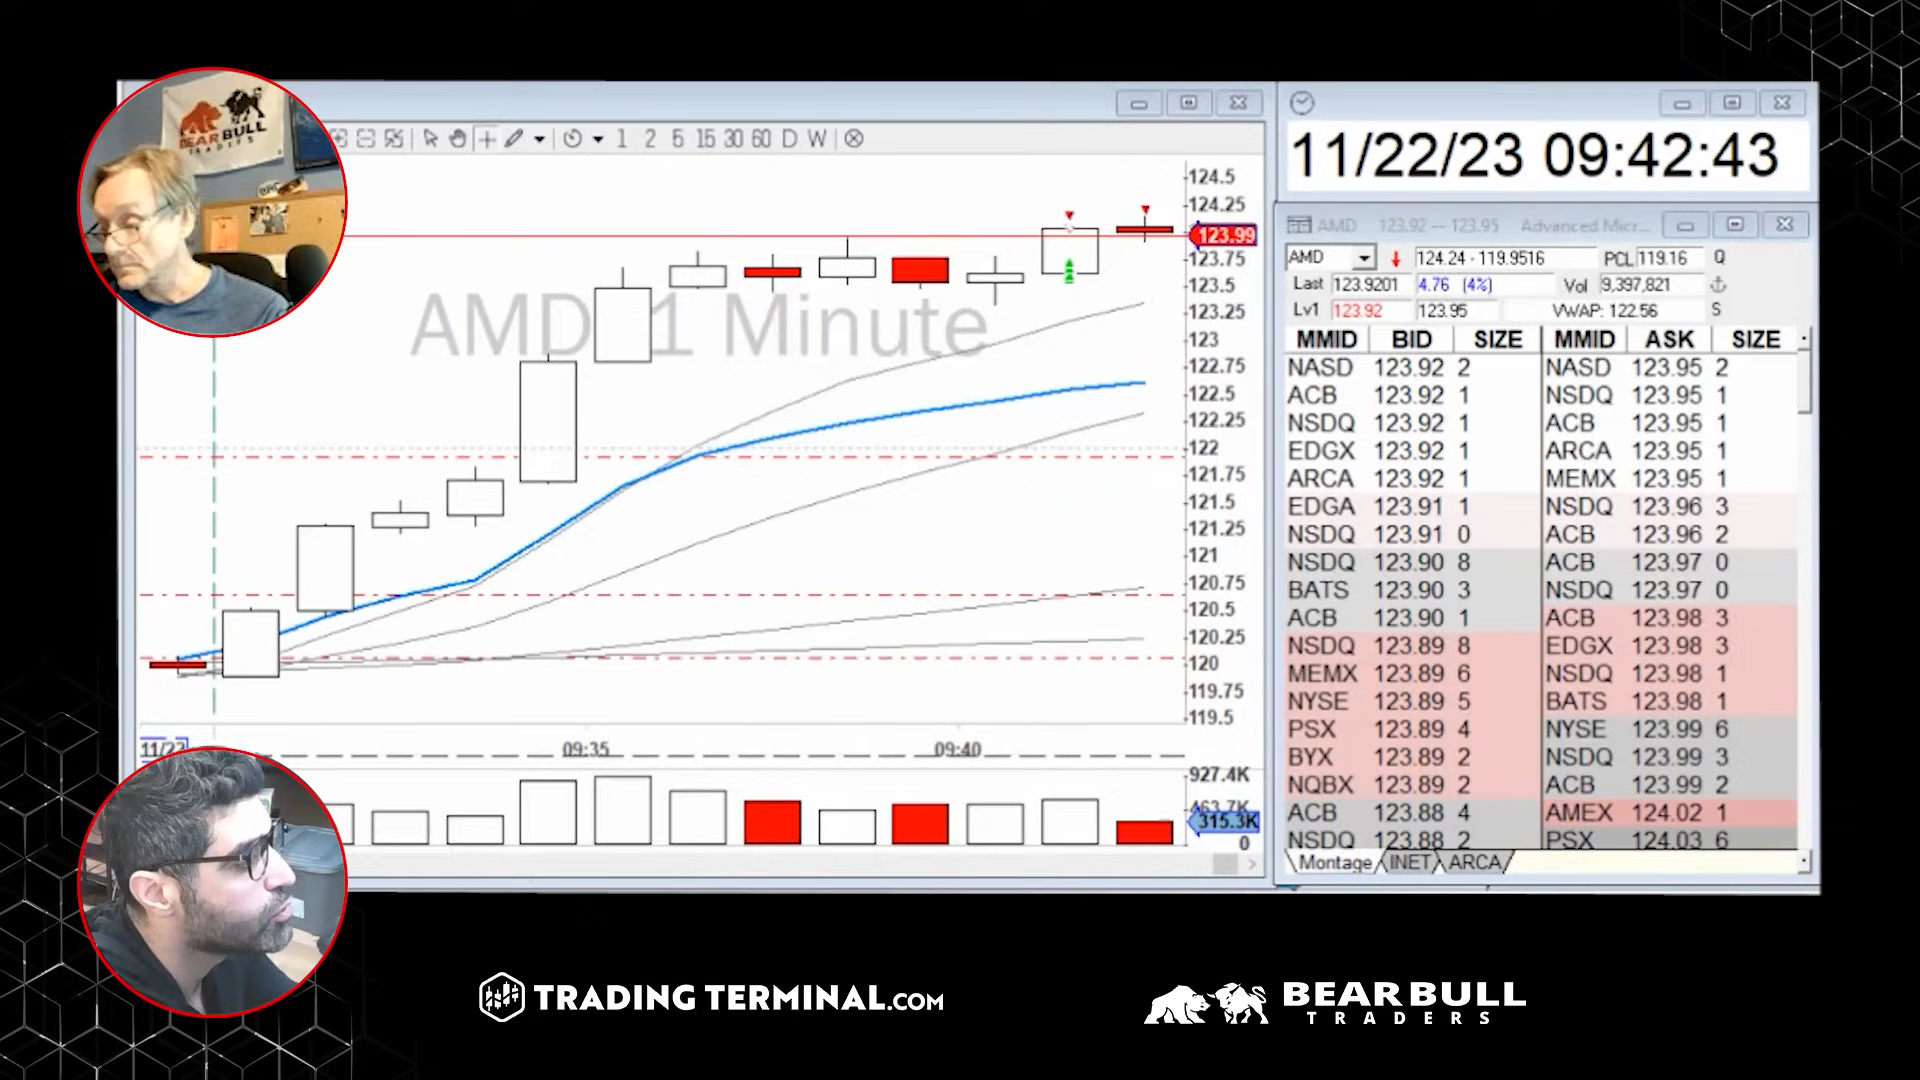 BEAR BULL
TRADERS
1 2 5 15 30 60 D W
11/22/23 09:42:43
AMD 1 Minute
124.5
124.25
123.99
123.75
123.5
123.25
123
122.75
122.5
122.25
122
121.75
121.5
121.25
121
120.75
120.5
120.25
120
119.75
119.5
09:35 09:40
927.4K
463.7K
315.3K
0
AMD 123.92 -- 123.95 Advanced Micr...
AMD 124.24 - 119.9516 PCL 119.16 Q
Last 123.9201 4.76 (4%) Vol 9,397,821
Lv1 123.92 123.95 VWAP: 122.56 S
MMID BID SIZE MMID ASK SIZE
NASD 123.92 2 NASD 123.95 2
ACB 123.92 1 NSDQ 123.95 1
NSDQ 123.92 1 ACB 123.95 1
EDGX 123.92 1 ARCA 123.95 1
ARCA 123.92 1 MEMX 123.95 1
EDGA 123.91 1 NSDQ 123.96 3
NSDQ 123.91 0 ACB 123.96 2
NSDQ 123.90 8 ACB 123.97 0
BATS 123.90 3 NSDQ 123.97 0
ACB 123.90 1 ACB 123.98 3
NSDQ 123.89 8 EDGX 123.98 3
MEMX 123.89 6 NSDQ 123.98 1
NYSE 123.89 5 BATS 123.98 1
PSX 123.89 4 NYSE 123.99 6
BYX 123.89 2 NSDQ 123.99 3
NQBX 123.89 2 ACB 123.99 2
ACB 123.88 4 AMEX 124.02 1
NSDQ 123.88 2 PSX 124.03 6
Montage INET ARCA
TRADING TERMINAL.COM
BEAR BULL
TRADERS